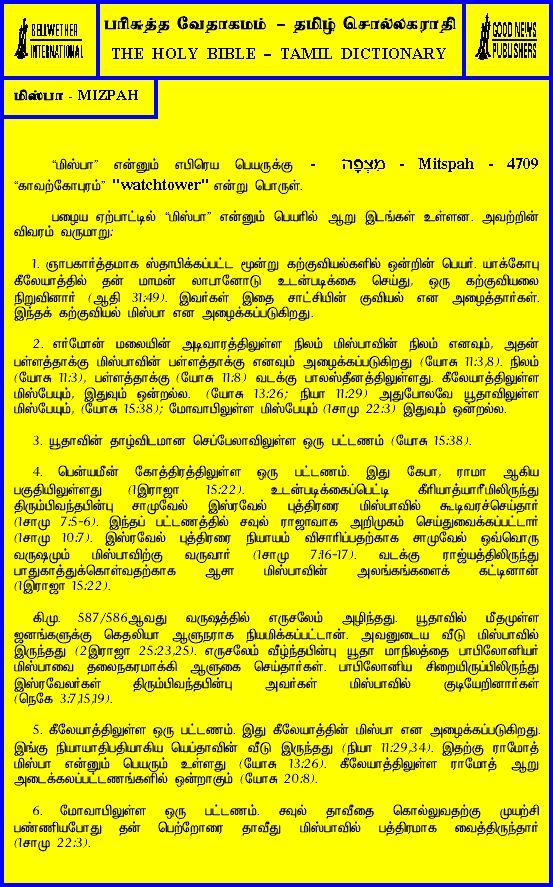 BELLWETHER
INTERNATIONAL
பரிசுத்த வேதாகமம் – தமிழ் சொல்லகராதி
THE HOLY BIBLE – TAMIL DICTIONARY
GOOD NEWS
PUBLISHERS
மிஸ்பா - MIZPAH
“மிஸ்பா” என்னும் எபிரெய பெயருக்கு - מִצְפָּה - Mitspah - 4709
“காவற்கோபுரம்” "watchtower" என்று பொருள்.
பழைய ஏற்பாட்டில் “மிஸ்பா” என்னும் பெயரில் ஆறு இடங்கள் உள்ளன. அவற்றின்
விவரம் வருமாறு:
1. ஞாபகார்த்தமாக ஸ்தாபிக்கப்பட்ட மூன்று கற்குவியல்களில் ஒன்றின் பெயர். யாக்கோபு
கீலேயாத்தில் தன் மாமன் லாபானோடு உடன்படிக்கை செய்து, ஒரு கற்குவியலை
நிறுவினார் (ஆதி 31:49). இவர்கள் இதை சாட்சியின் குவியல் என அழைத்தார்கள்.
இந்தக் கற்குவியல் மிஸ்பா என அழைக்கப்படுகிறது.
2. எர்மோன் மலையின் அடிவாரத்திலுள்ள நிலம் மிஸ்பாவின் நிலம் எனவும், அதன்
பள்ளத்தாக்கு மிஸ்பாவின் பள்ளத்தாக்கு எனவும் அழைக்கப்படுகிறது (யோசு 11:3,8). நிலம்
(யோசு 11:3), பள்ளத்தாக்கு (யோசு 11:8) வடக்கு பாலஸ்தீனத்திலுள்ளது. கீலேயாத்திலுள்ள
மிஸ்பேயும், இதுவும் ஒன்றல்ல. (யோசு 13:26; நியா 11:29) அதுபோலவே யூதாவிலுள்ள
மிஸ்பேயும், (யோசு 15:38); மோவாபிலுள்ள மிஸ்பேயும் (1சாமு 22:3) இதுவும் ஒன்றல்ல.
3. யூதாவின் தாழ்விடமான செப்பேலாவிலுள்ள ஒரு பட்டணம் (யோசு 15:38).
4. பென்யமீன் கோத்திரத்திலுள்ள ஒரு பட்டணம். இது கேபா, ராமா ஆகிய
பகுதியிலுள்ளது (1இராஜா 15:22). உடன்படிக்கைப்பெட்டி கீரியாத்யாரீமிலிருந்து
திரும்பிவந்தபின்பு சாமுவேல் இஸ்ரவேல் புத்திரரை மிஸ்பாவில் கூடிவரச்செய்தார்
(1சாமு 7:5-6). இந்தப் பட்டணத்தில் சவுல் ராஜாவாக அறிமுகம் செய்துவைக்கப்பட்டார்
(1சாமு 10:7). இஸ்ரவேல் புத்திரரை நியாயம் விசாரிப்பதற்காக சாமுவேல் ஒவ்வொரு
வருஷமும் மிஸ்பாவிற்கு வருவார் (1சாமு 7:16-17). வடக்கு ராஜ்யத்திலிருந்து
பாதுகாத்துக்கொள்வதற்காக ஆசா மிஸ்பாவின் அலங்கங்களைக் கட்டினான்
(1இராஜா 15:22).
கி.மு. 587/586ஆவது வருஷத்தில் எருசலேம் அழிந்தது. யூதாவில் மீதமுள்ள
ஜனங்களுக்கு கெதலியா ஆளுநராக நியமிக்கப்பட்டான். அவனுடைய வீடு மிஸ்பாவில்
இருந்தது (2இராஜா 25:23,25). எருசலேம் வீழ்ந்தபின்பு யூதா மாநிலத்தை பாபிலோனியர்
மிஸ்பாவை தலைநகரமாக்கி ஆளுகை செய்தார்கள். பாபிலோனிய சிறையிருப்பிலிருந்து
இஸ்ரவேலர்கள் திரும்பிவந்தபின்பு அவர்கள் மிஸ்பாவில் குடியேறினார்கள்
(நெகே 3:7,15,19).
5. கீலேயாத்திலுள்ள ஒரு பட்டணம். இது கீலேயாத்தின் மிஸ்பா என அழைக்கப்படுகிறது.
இங்கு நியாயாதிபதியாகிய யெப்தாவின் வீடு இருந்தது (நியா 11:29,34). இதற்கு ராமோத்
மிஸ்பா என்னும் பெயரும் உள்ளது (யோசு 13:26). கீலேயாத்திலுள்ள ராமோத் ஆறு
அடைக்கலப்பட்டணங்களில் ஒன்றாகும் (யோசு 20:8).
6. மோவாபிலுள்ள ஒரு பட்டணம். சவுல் தாவீதை கொல்லுவதற்கு முயற்சி
பண்ணியபோது தன் பெற்றோரை தாவீது மிஸ்பாவில் பத்திரமாக வைத்திருந்தார்
(1சாமு 22:3).